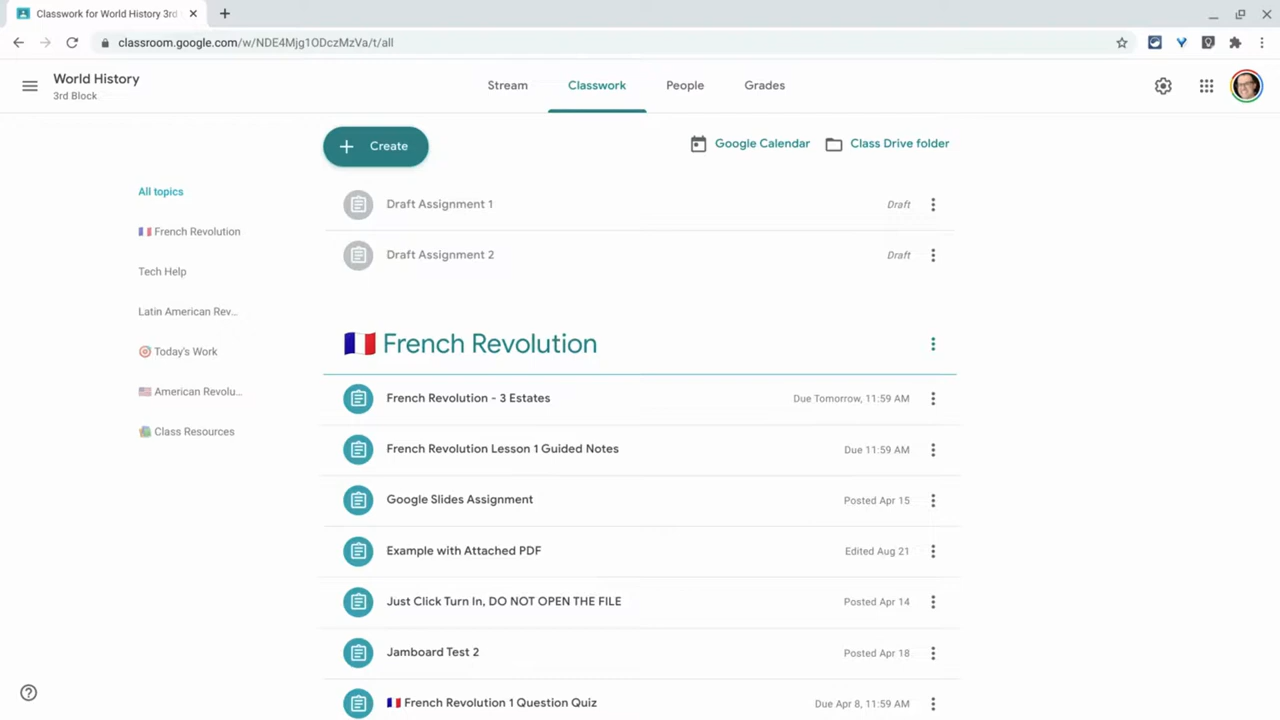 Classwork for World History 3rd
classroom.google.com/w/NDE4Mjg1ODczMzVa/t/all
World History
3rd Block
Stream
Classwork
People
Grades
Create
Google Calendar
Class Drive folder
All topics
🇫🇷 French Revolution
Tech Help
Latin American Rev...
🎯 Today's Work
🇺🇸 American Revolu...
📚 Class Resources
Draft Assignment 1 Draft
Draft Assignment 2 Draft
🇫🇷 French Revolution
French Revolution - 3 Estates Due Tomorrow, 11:59 AM
French Revolution Lesson 1 Guided Notes Due 11:59 AM
Google Slides Assignment Posted Apr 15
Example with Attached PDF Edited Aug 21
Just Click Turn In, DO NOT OPEN THE FILE Posted Apr 14
Jamboard Test 2 Posted Apr 18
🇫🇷 French Revolution 1 Question Quiz Due Apr 8, 11:59 AM